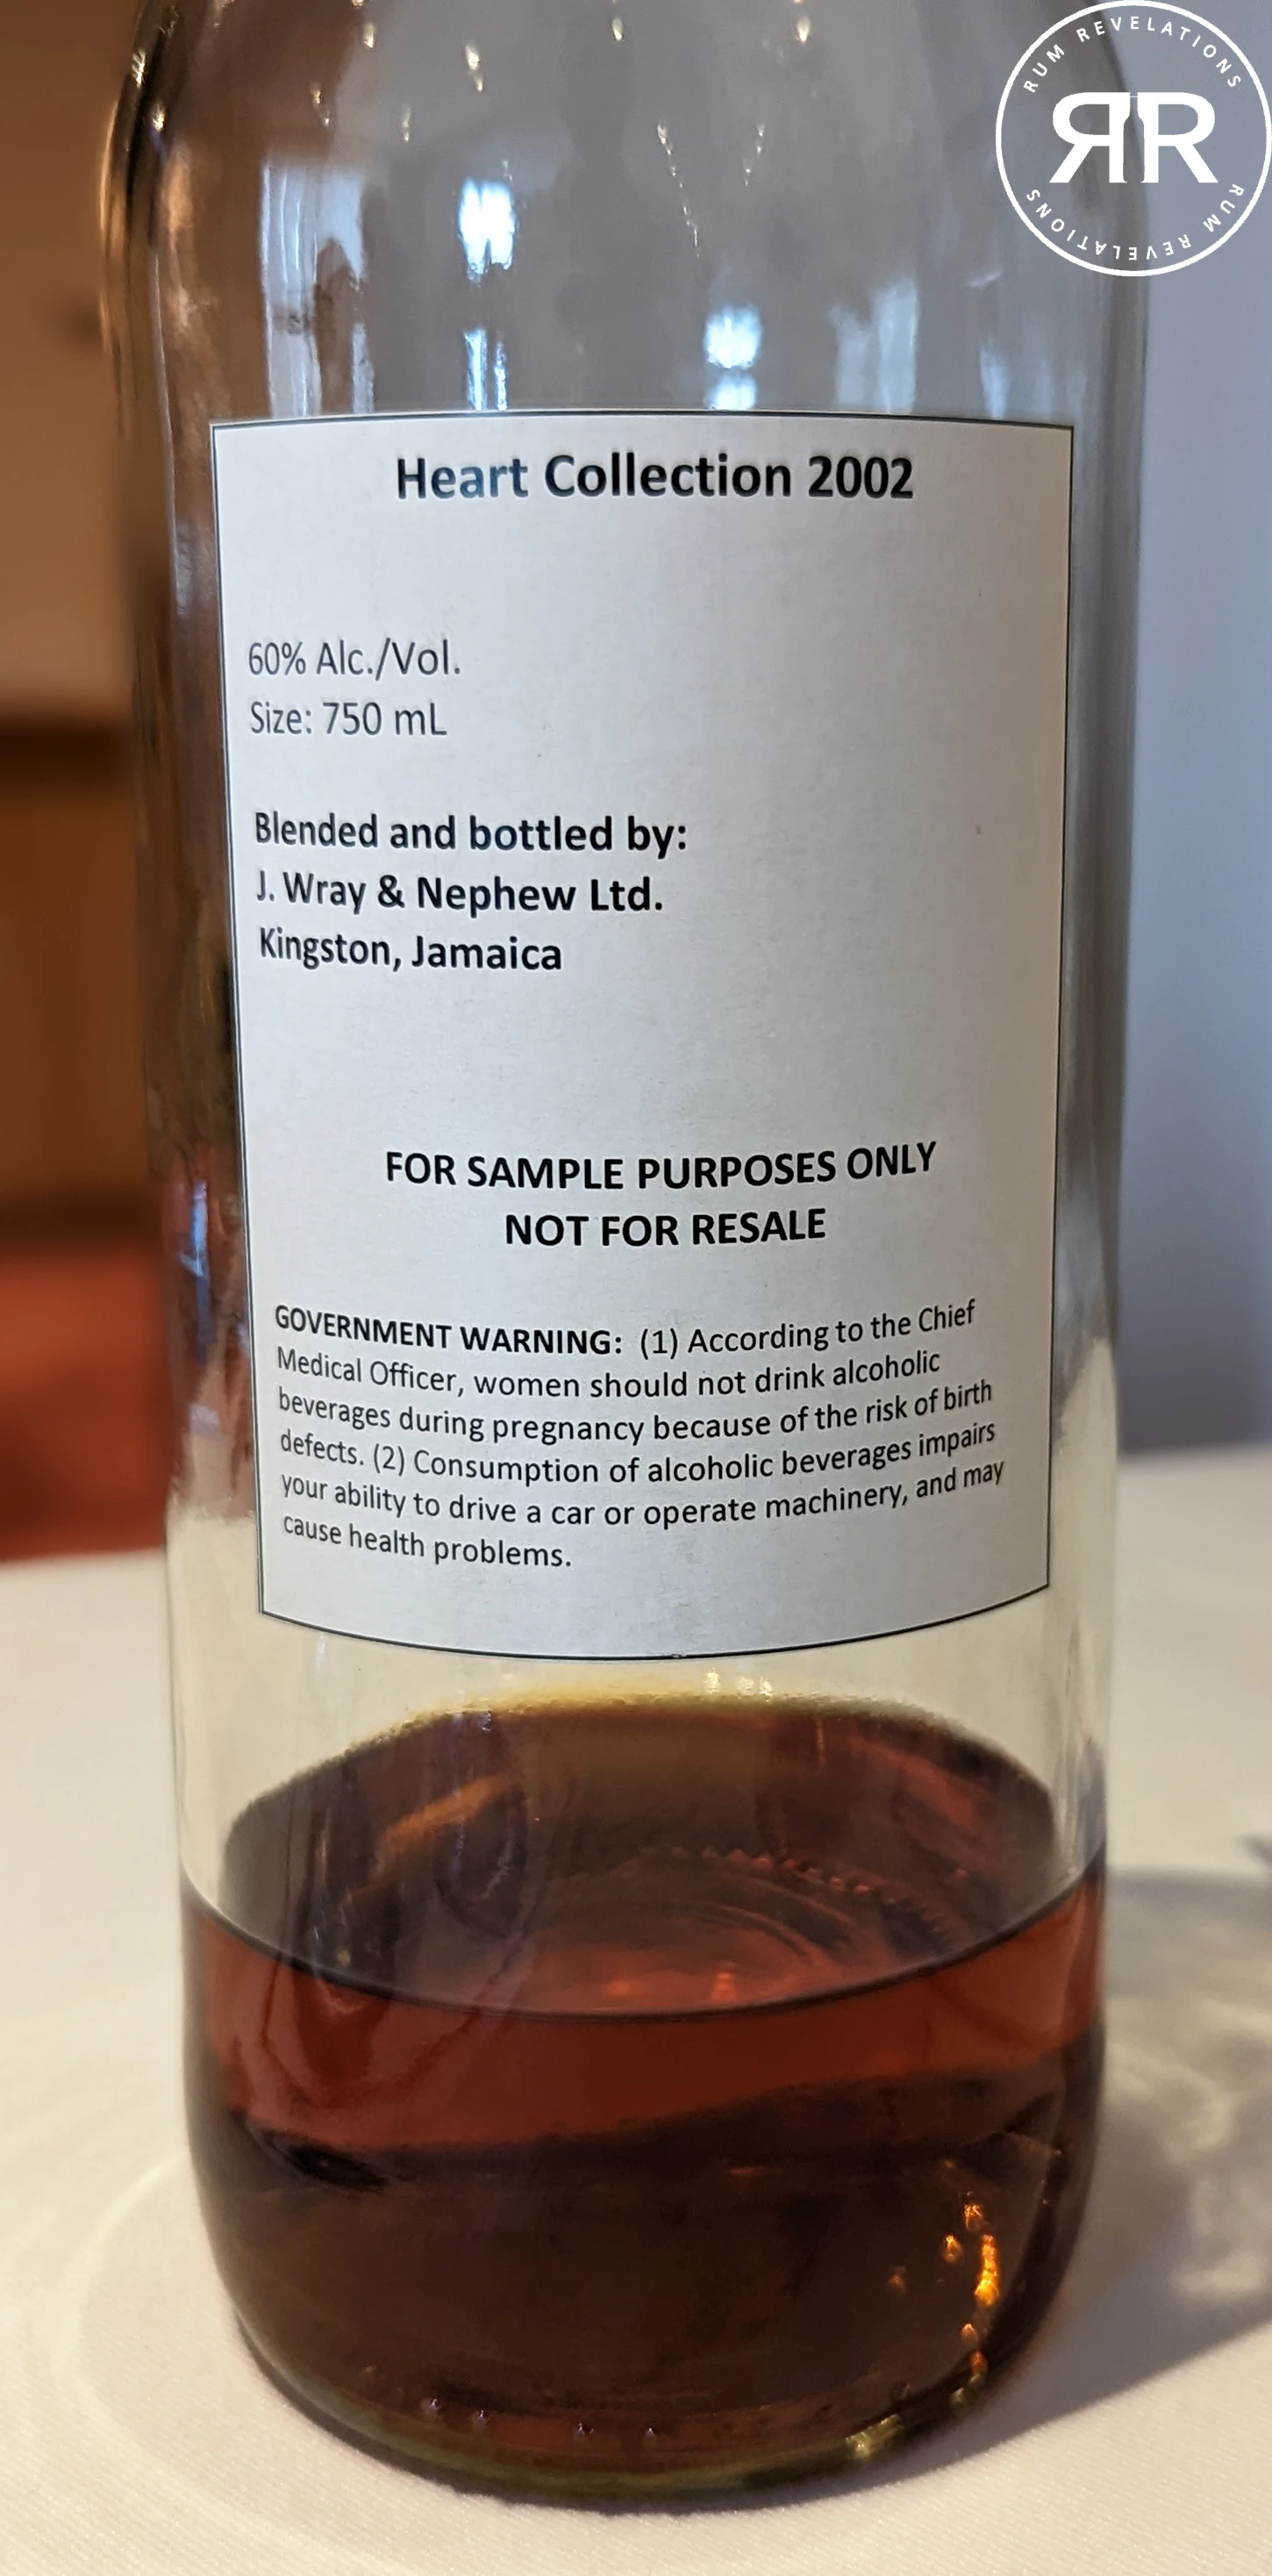 RUM REVELATIONS
RR
RUM REVELATIONS
Heart Collection 2002
60% Alc./Vol.
Size: 750 mL
Blended and bottled by:
J. Wray & Nephew Ltd.
Kingston, Jamaica
FOR SAMPLE PURPOSES ONLY
NOT FOR RESALE
GOVERNMENT WARNING: (1) According to the Chief
Medical Officer, women should not drink alcoholic
beverages during pregnancy because of the risk of birth
defects. (2) Consumption of alcoholic beverages impairs
your ability to drive a car or operate machinery, and may
cause health problems.